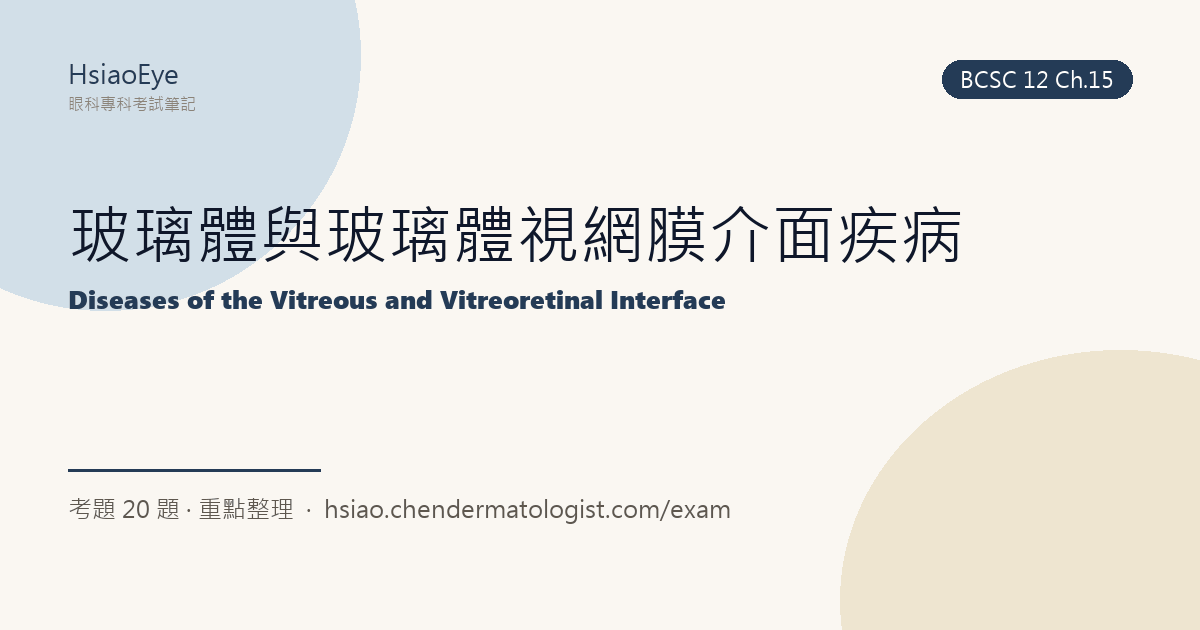 HsiaoEye
眼科專科考試筆記
BCSC 12 Ch.15
玻璃體與玻璃體視網膜介面疾病
Diseases of the Vitreous and Vitreoretinal Interface
考題 20 題 · 重點整理 · hsiao.chendermatologist.com/exam